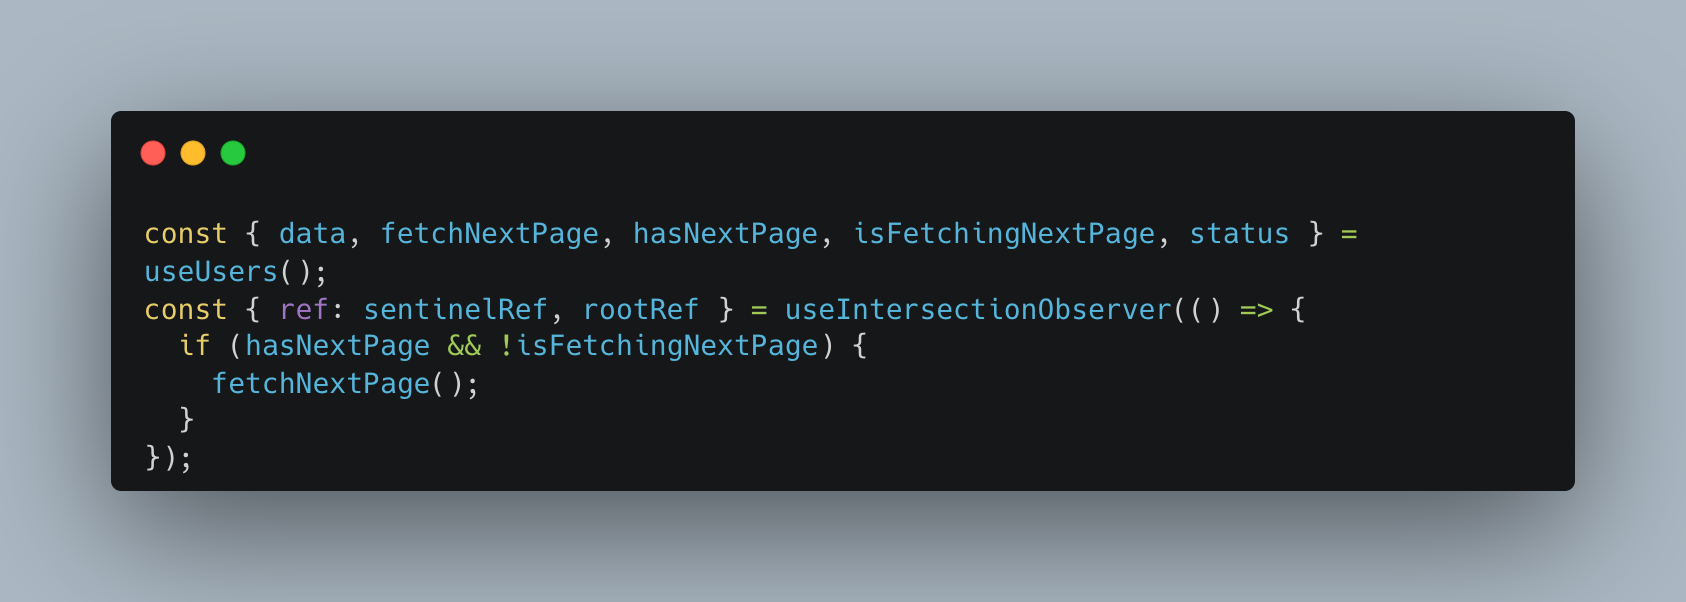 const { data, fetchNextPage, hasNextPage, isFetchingNextPage, status } =
useUsers();
const { ref: sentinelRef, rootRef } = useIntersectionObserver(() => {
  if (hasNextPage && !isFetchingNextPage) {
    fetchNextPage();
  }
});